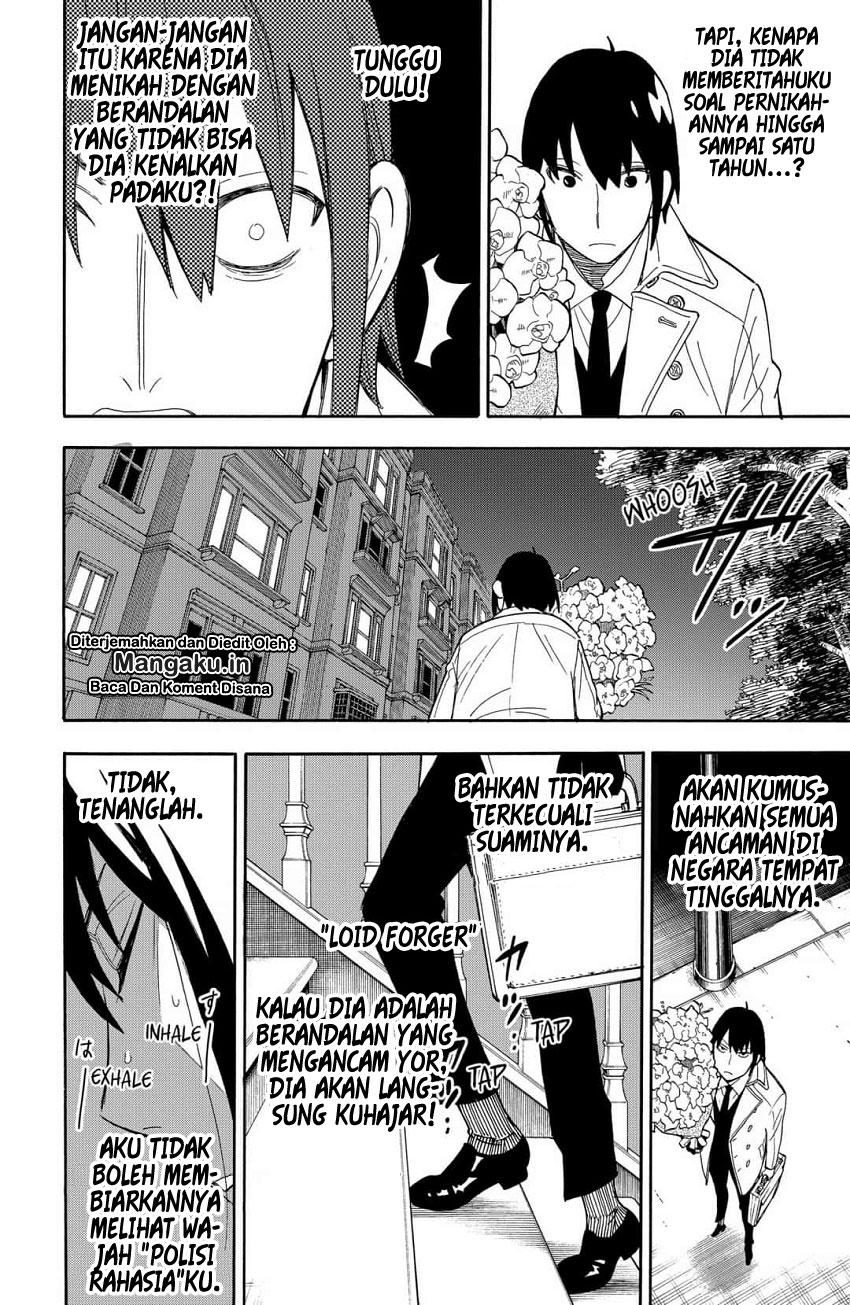 TAPI, KENAPA
DIA TIDAK
MEMBERITAHUKU
SOAL PERNIKAH-
ANNYA HINGGA
SAMPAI SATU
TAHUN...?
TUNGGU
DULU!
JANGAN-JANGAN
ITU KARENA DIA
MENIKAH DENGAN
BERANDALAN
YANG TIDAK BISA
DIA KENALKAN
PADAKU?!
WHOOSH
Diterjemahkan dan Diedit Oleh :
Mangaku.in
Baca Dan Koment Disana
AKAN KUMUS-
NAHKAN SEMUA
ANCAMAN DI
NEGARA TEMPAT
TINGGALNYA.
BAHKAN TIDAK
TERKECUALI
SUAMINYA.
"LOID FORGER"
KALAU DIA ADALAH
BERANDALAN YANG
MENGANCAM YOR,
DIA AKAN LANG-
SUNG KUHAJAR!
TAP
TAP
TIDAK,
TENANGLAH.
す
INHALE
は
EXHALE
AKU TIDAK
BOLEH MEM-
BIARKANNYA
MELIHAT WA-
JAH "POLISI
RAHASIA"KU.